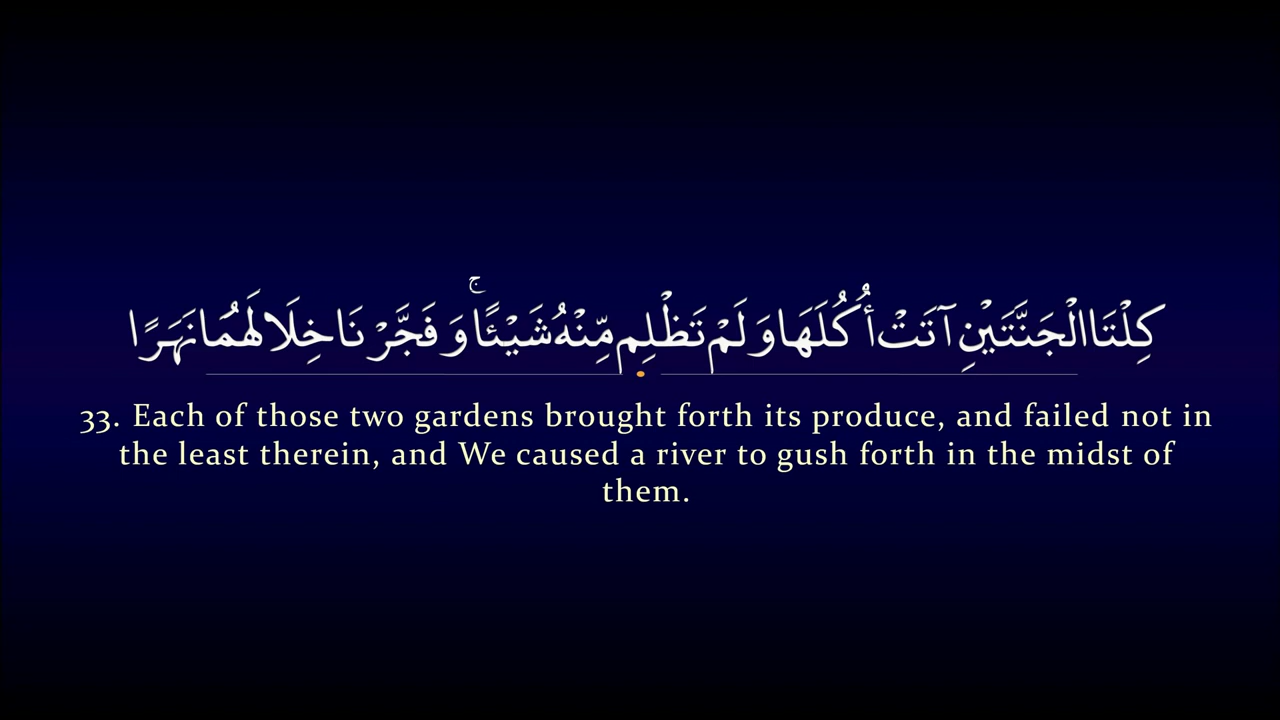 كِلْتَا الْجَنَّتَيْنِ آتَتْ أُكُلَهَا وَلَمْ تَظْلِم مِّنْهُ شَيْئًا ۚ وَفَجَّرْنَا خِلَالَهُمَا نَهَرًا
33. Each of those two gardens brought forth its produce, and failed not in
the least therein, and We caused a river to gush forth in the midst of
them.